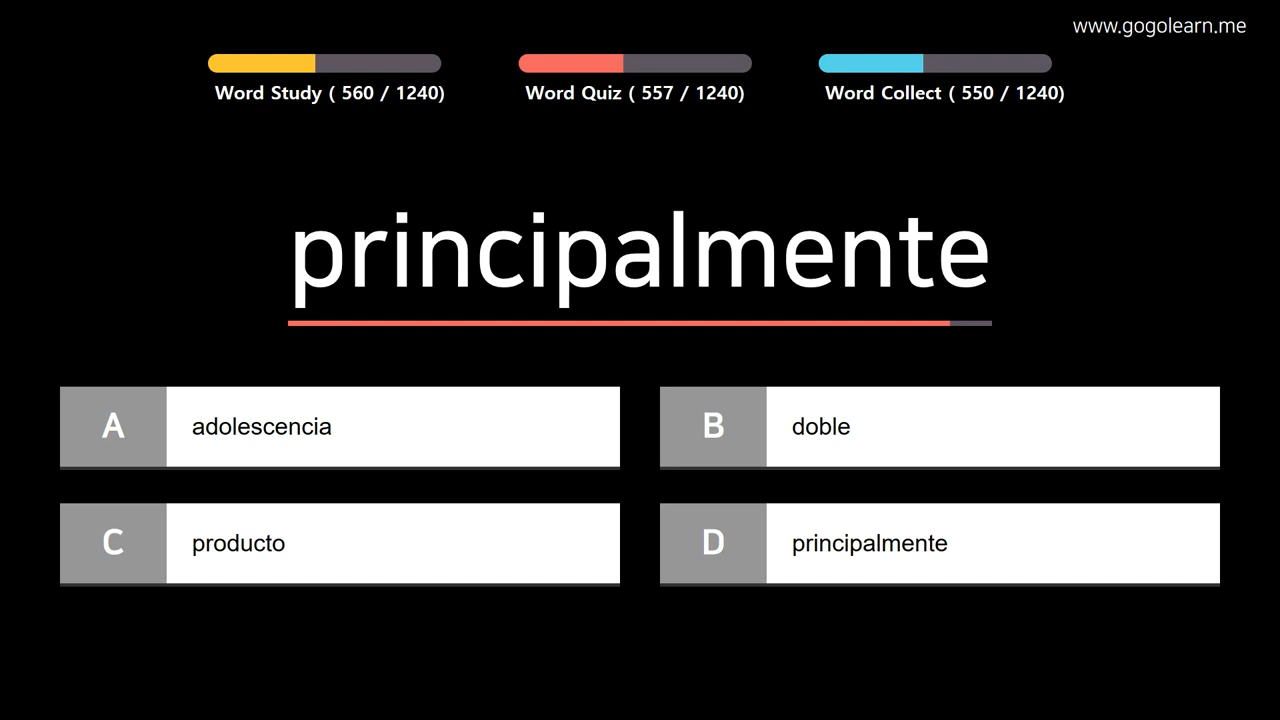 www.gogolearn.me
Word Study ( 560 / 1240)
Word Quiz ( 557 / 1240)
Word Collect ( 550 / 1240)
principalmente
A adolescencia
B doble
C producto
D principalmente